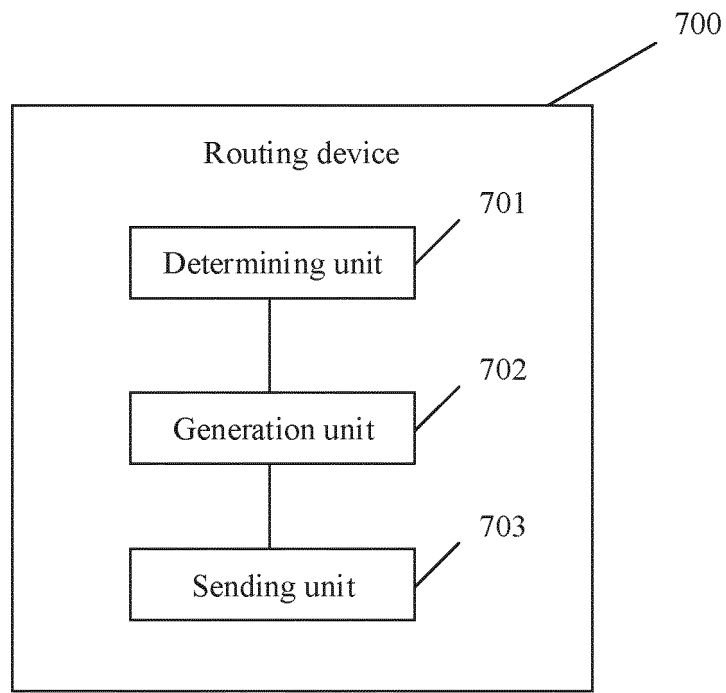 700
Routing device
701
Determining unit
702
Generation unit
703
Sending unit